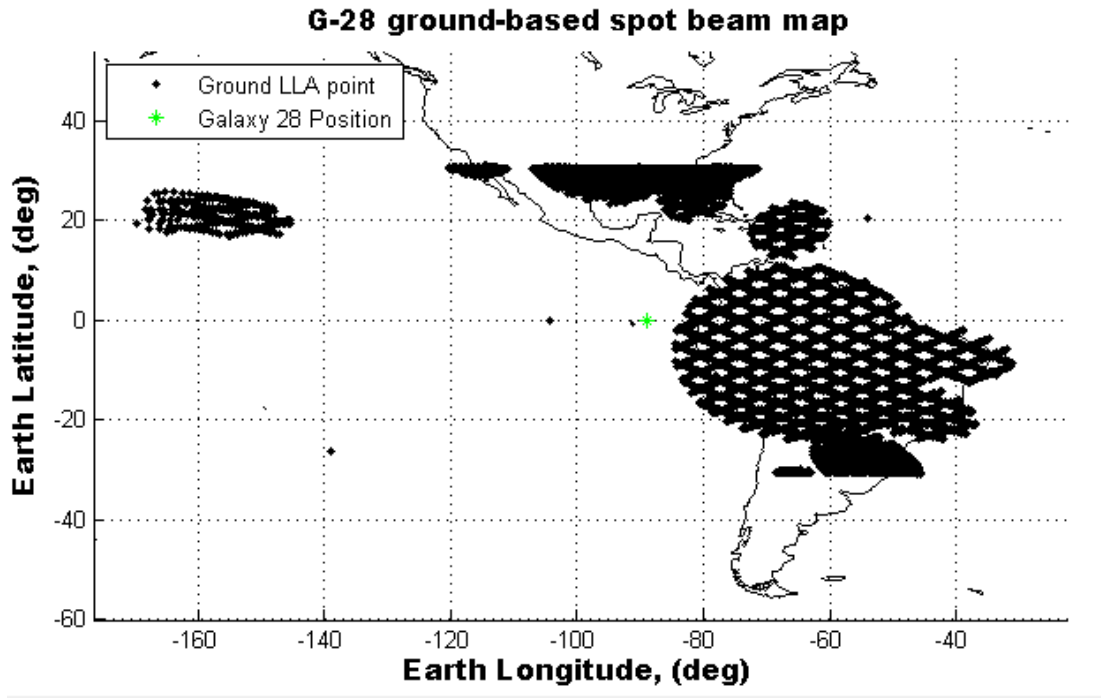 G-28 ground-based spot beam map
Ground LLA point
Galaxy 28 Position
Earth Latitude, (deg)
40
20
0
-20
-40
-60
-160
-140
-120
-100
-80
-60
-40
Earth Longitude, (deg)